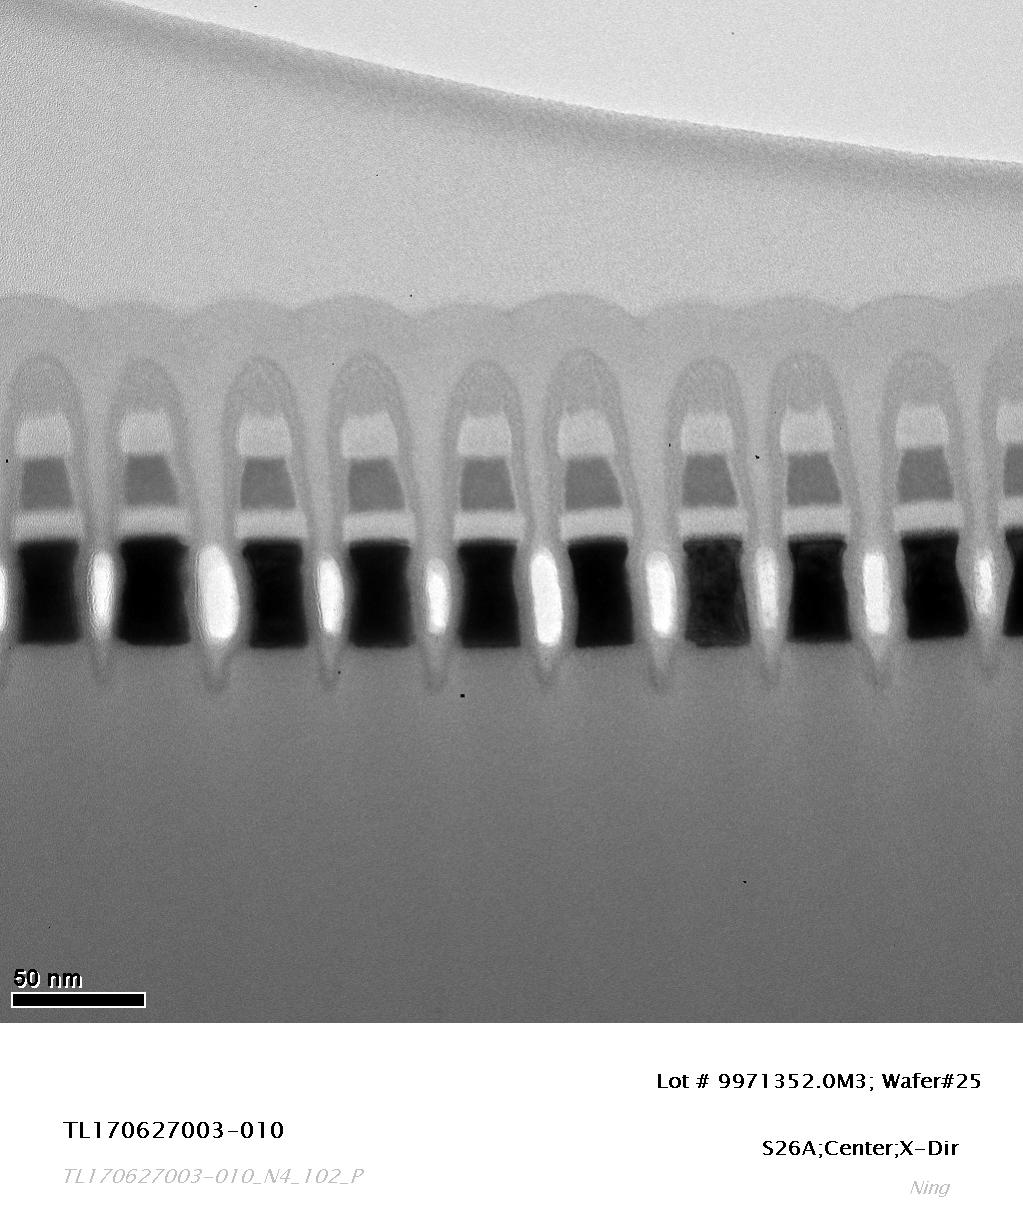 50 nm
Lot # 9971352.0M3; Wafer#25
TL170627003-010
S26A;Center;X-Dir
TL170627003-010_N4_102_P
Ning